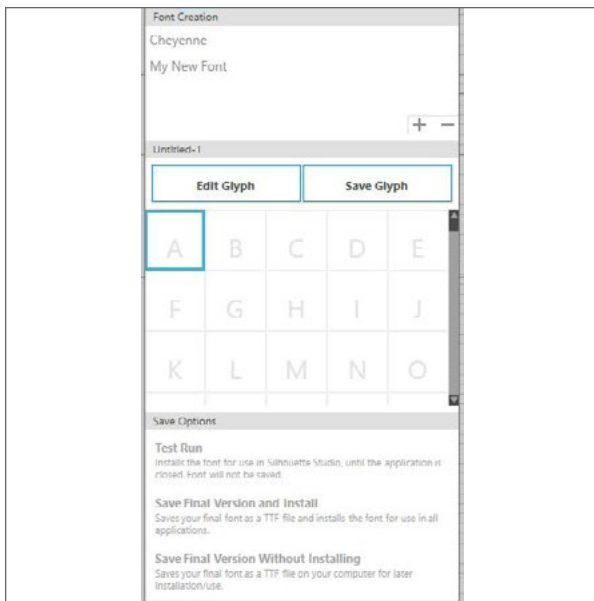 Font Creation
Cheyenne
My New Font
+ −
Untitled-1
Edit Glyph Save Glyph
A B C D E
F G H I J
K L M N O
Save Options
Test Run
Installs the font for use in Silhouette Studio, until the application is
closed. Font will not be saved.
Save Final Version and Install
Saves your final font as a TTF file and installs the font for use in all
applications.
Save Final Version Without Installing
Saves your final font as a TTF file on your computer for later
installation/use.